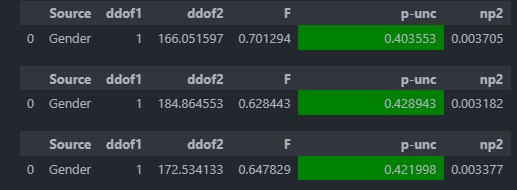 Source ddof1 ddof2 F p-unc np2
0 Gender 1 166.051597 0.701294 0.403553 0.003705
Source ddof1 ddof2 F p-unc np2
0 Gender 1 184.864553 0.628443 0.428943 0.003182
Source ddof1 ddof2 F p-unc np2
0 Gender 1 172.534133 0.647829 0.421998 0.003377